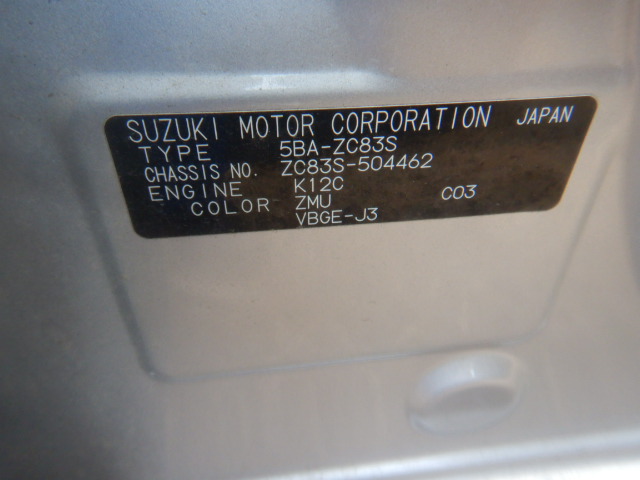 SUZUKI MOTOR CORPORATION JAPAN
TYPE 5BA-ZC83S
CHASSIS NO. ZC83S-504462
ENGINE K12C
COLOR ZMU C03
VBGE-J3